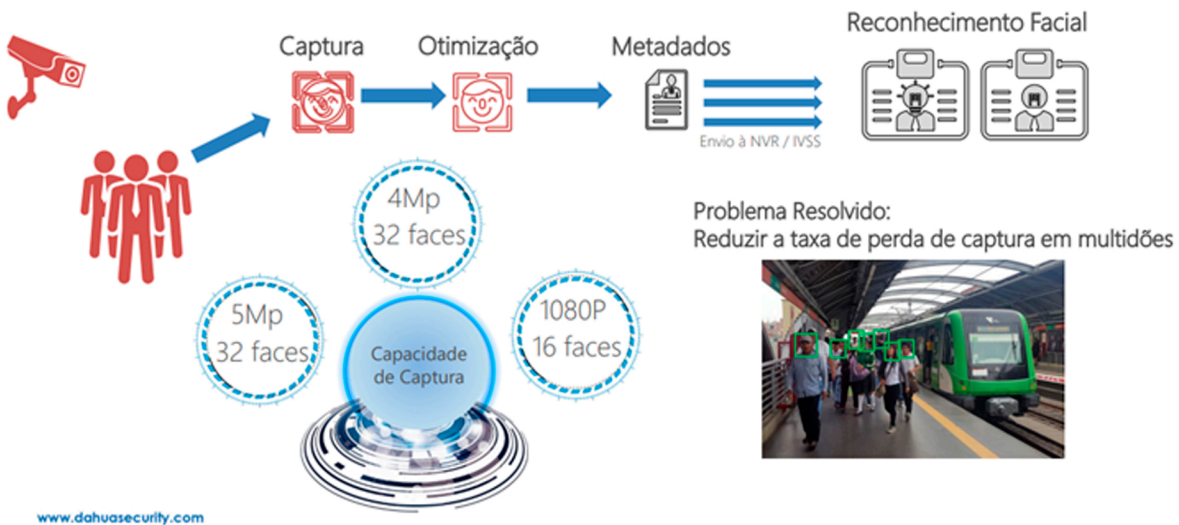 Captura
Otimização
Metadados
Reconhecimento Facial
Envio à NVR / IVSS
4Mp
32 faces
5Mp
32 faces
1080P
16 faces
Capacidade
de Captura
Problema Resolvido:
Reduzir a taxa de perda de captura em multidões
www.dahuasecurity.com